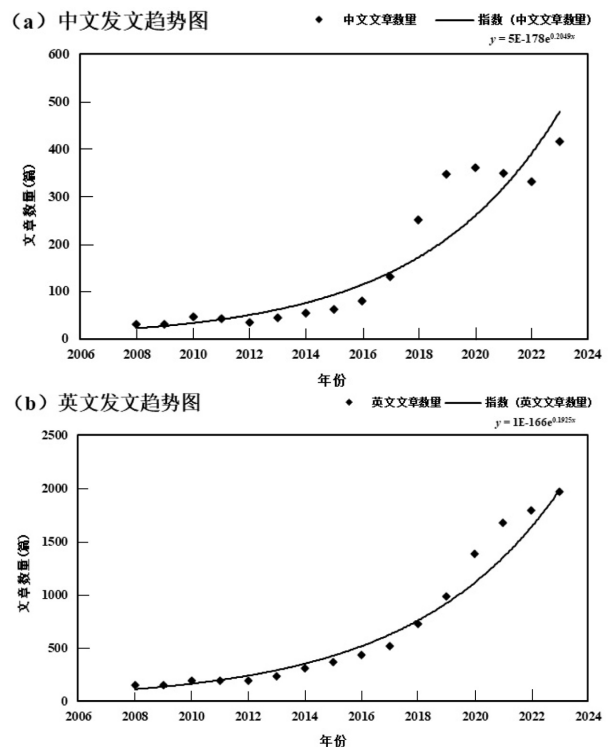 （a）中文发文趋势图
中文文章数量 指数（中文文章数量）
y = 5E-178e^0.2049x
600
500
400
300
200
100
0
2006 2008 2010 2012 2014 2016 2018 2020 2022 2024
文章数量(篇)
年份
（b）英文发文趋势图
英文文章数量 指数（英文文章数量）
y = 1E-166e^0.1925x
2500
2000
1500
1000
500
0
2006 2008 2010 2012 2014 2016 2018 2020 2022 2024
文章数量(篇)
年份